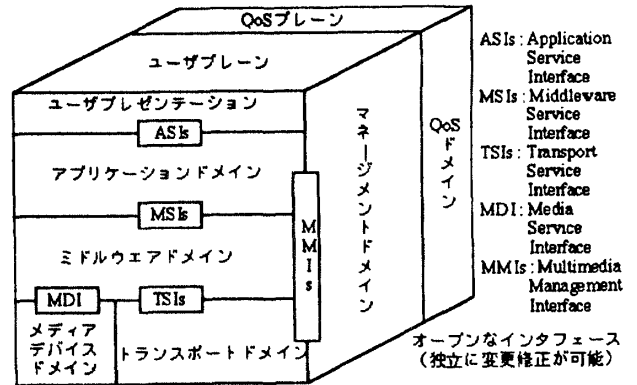 QoSプレーン
ユーザプレーン
ユーザプレゼンテーション
ASIs
アプリケーションドメイン
MSIs
ミドルウエアドメイン
MDI
TSIs
メディア
デバイス
ドメイン
トランスポートドメイン
MMIs
マネージメントドメイン
QoSドメイン
ASIs : Application
Service
Interface
MSIs : Middleware
Service
Interface
TSIs : Transport
Service
Interface
MDI : Media
Service
Interface
MMIs : Multimedia
Management
Interface
オープンなインタフェース
(独立に変更修正が可能)